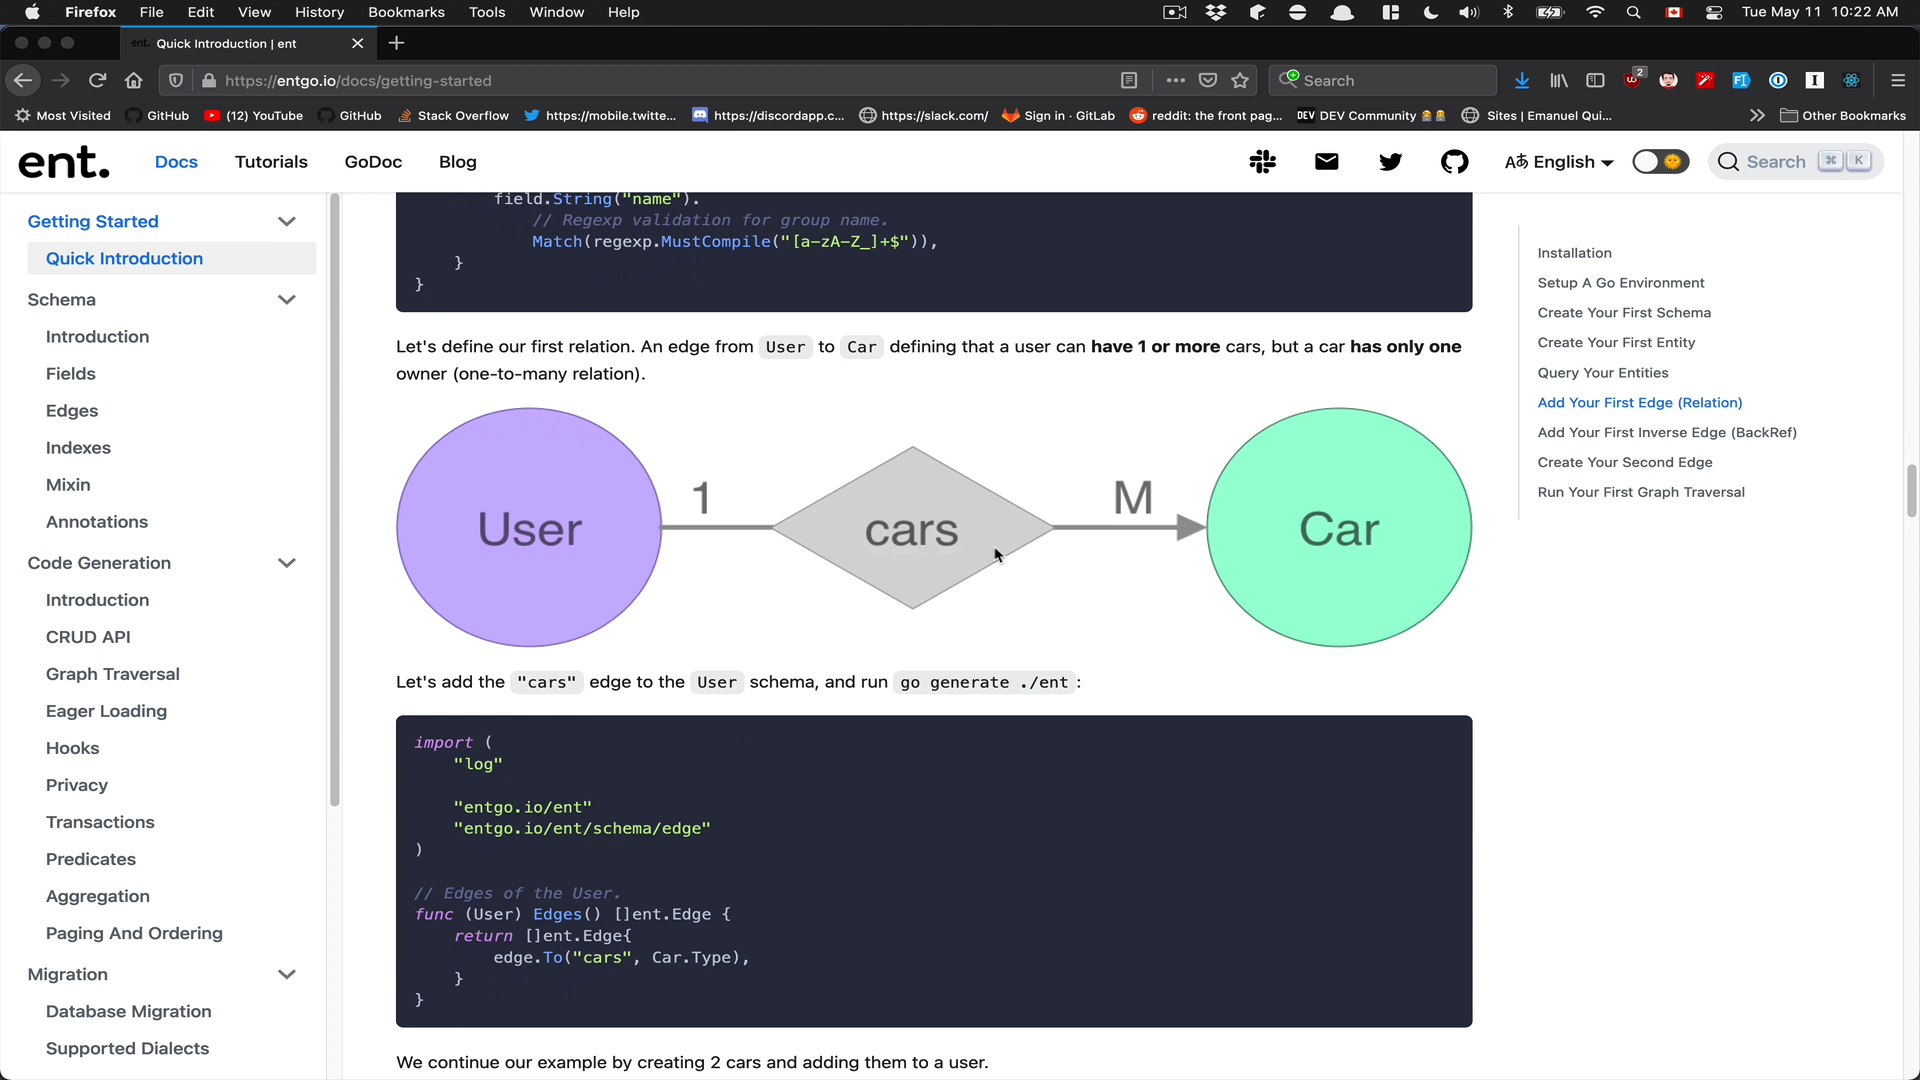 Firefox File Edit View History Bookmarks Tools Window Help Tue May 11 10:22 AM
ent. Quick Introduction | ent
https://entgo.io/docs/getting-started Search 2
Most Visited GitHub (12) YouTube GitHub Stack Overflow https://mobile.twitte... https://discordapp.c... https://slack.com/ Sign in · GitLab reddit: the front pag... DEV DEV Community Sites | Emanuel Qui... Other Bookmarks
ent. Docs Tutorials GoDoc Blog English Search ⌘ K
Getting Started
Quick Introduction
Schema
Introduction
Fields
Edges
Indexes
Mixin
Annotations
Code Generation
Introduction
CRUD API
Graph Traversal
Eager Loading
Hooks
Privacy
Transactions
Predicates
Aggregation
Paging And Ordering
Migration
Database Migration
Supported Dialects
field.String("name").
// Regexp validation for group name.
Match(regexp.MustCompile("[a-zA-Z_]+$")),
}
}
Let's define our first relation. An edge from User to Car defining that a user can have 1 or more cars, but a car has only one
owner (one-to-many relation).
User 1 cars M Car
Let's add the "cars" edge to the User schema, and run go generate ./ent :
import (
"log"
"entgo.io/ent"
"entgo.io/ent/schema/edge"
)
// Edges of the User.
func (User) Edges() []ent.Edge {
return []ent.Edge{
edge.To("cars", Car.Type),
}
}
We continue our example by creating 2 cars and adding them to a user.
Installation
Setup A Go Environment
Create Your First Schema
Create Your First Entity
Query Your Entities
Add Your First Edge (Relation)
Add Your First Inverse Edge (BackRef)
Create Your Second Edge
Run Your First Graph Traversal